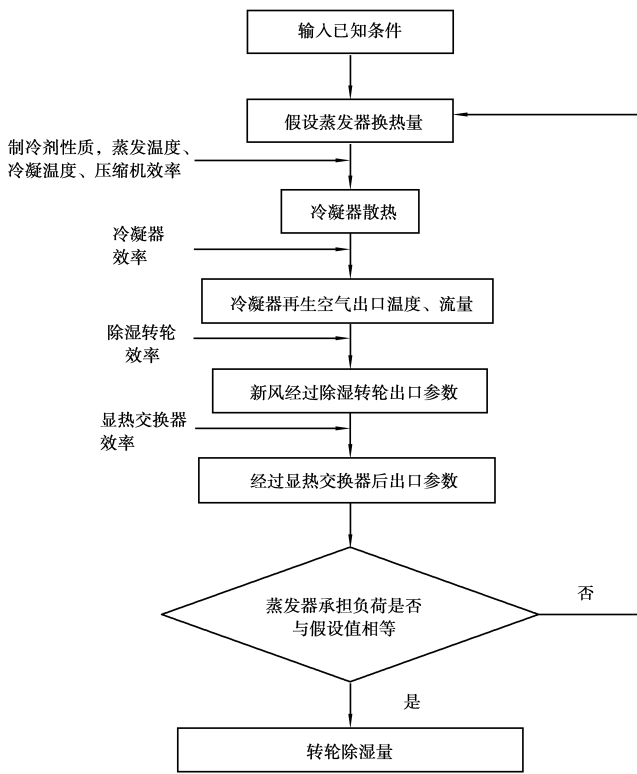 输入已知条件
假设蒸发器换热量
制冷剂性质，蒸发温度、
冷凝温度、压缩机效率
冷凝器散热
冷凝器
效率
冷凝器再生空气出口温度、流量
除湿转轮
效率
新风经过除湿转轮出口参数
显热交换器
效率
经过显热交换器后出口参数
蒸发器承担负荷是否
与假设值相等
否
是
转轮除湿量